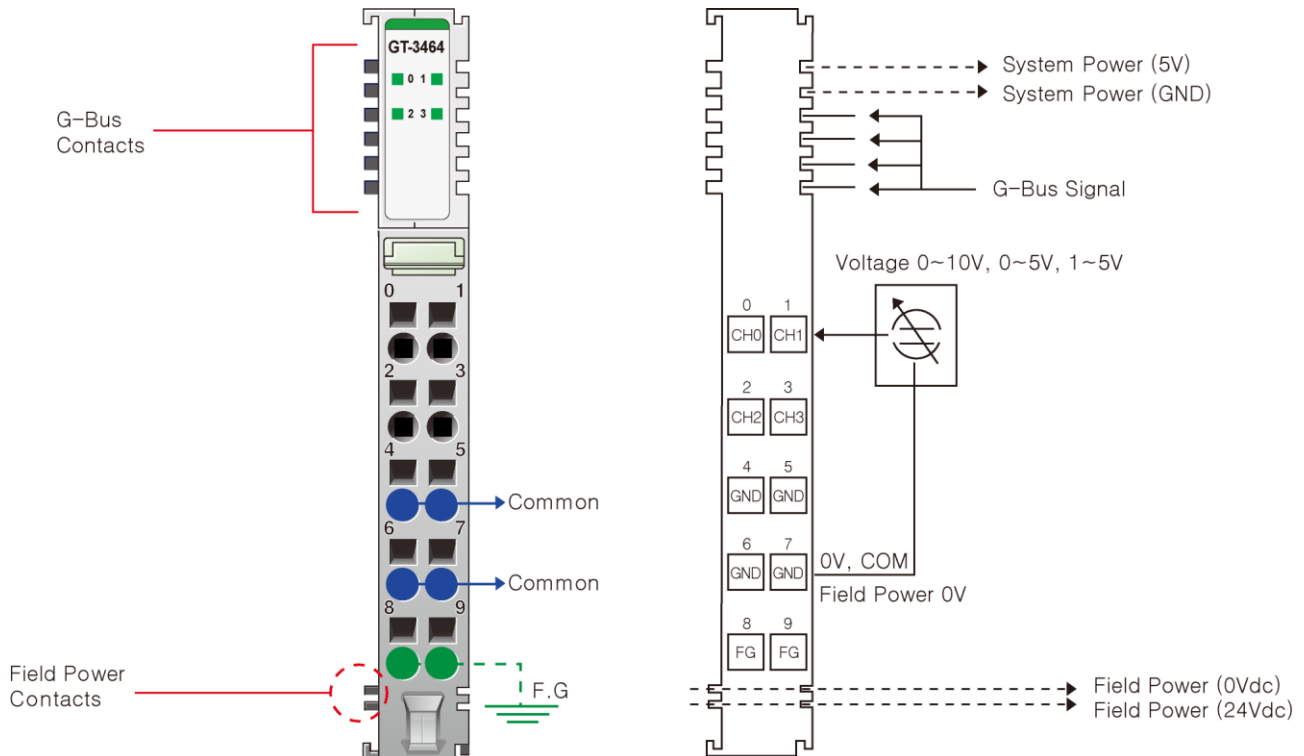 GT-3464
0 1
2 3
G-Bus
Contacts
0 1
2 3
4 5
Common
6 7
Common
8 9
F.G
Field Power
Contacts
System Power (5V)
System Power (GND)
G-Bus Signal
Voltage 0~10V, 0~5V, 1~5V
0 1
CH0 CH1
2 3
CH2 CH3
4 5
GND GND
6 7
GND GND
0V, COM
Field Power 0V
8 9
FG FG
Field Power (0Vdc)
Field Power (24Vdc)